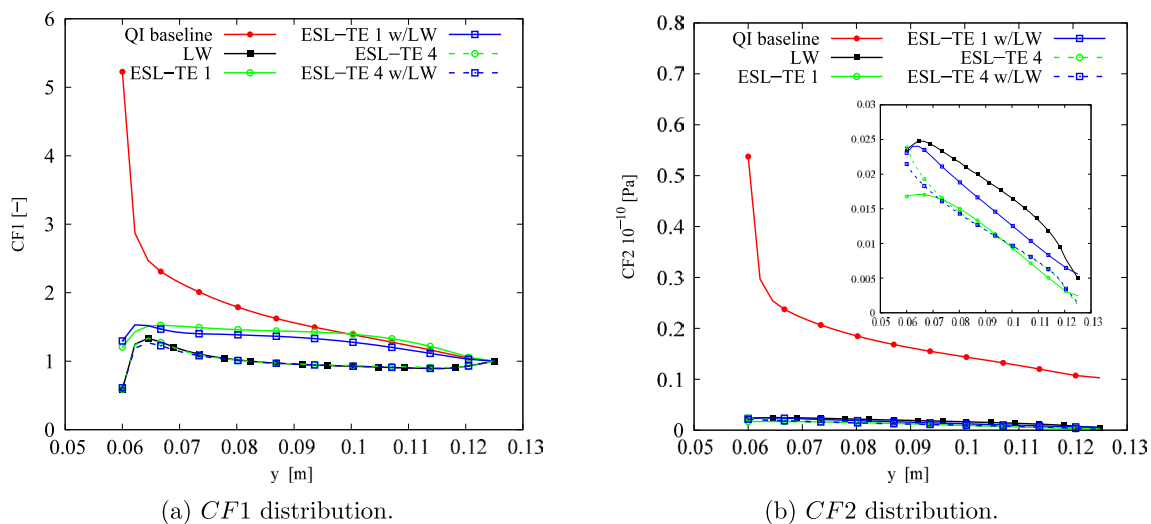 QI baseline
LW
ESL−TE 1
ESL−TE 1 w/LW
ESL−TE 4
ESL−TE 4 w/LW
6
5
4
3
2
1
0
CF1 [−]
0.05 0.06 0.07 0.08 0.09 0.1 0.11 0.12 0.13
y [m]
(a) CF1 distribution.
QI baseline
LW
ESL−TE 1
ESL−TE 1 w/LW
ESL−TE 4
ESL−TE 4 w/LW
0.8
0.7
0.6
0.5
0.4
0.3
0.2
0.1
0
CF2 10⁻¹⁰ [Pa]
0.03
0.025
0.02
0.015
0.01
0.005
0
0.05 0.06 0.07 0.08 0.09 0.1 0.11 0.12 0.13
0.05 0.06 0.07 0.08 0.09 0.1 0.11 0.12 0.13
y [m]
(b) CF2 distribution.